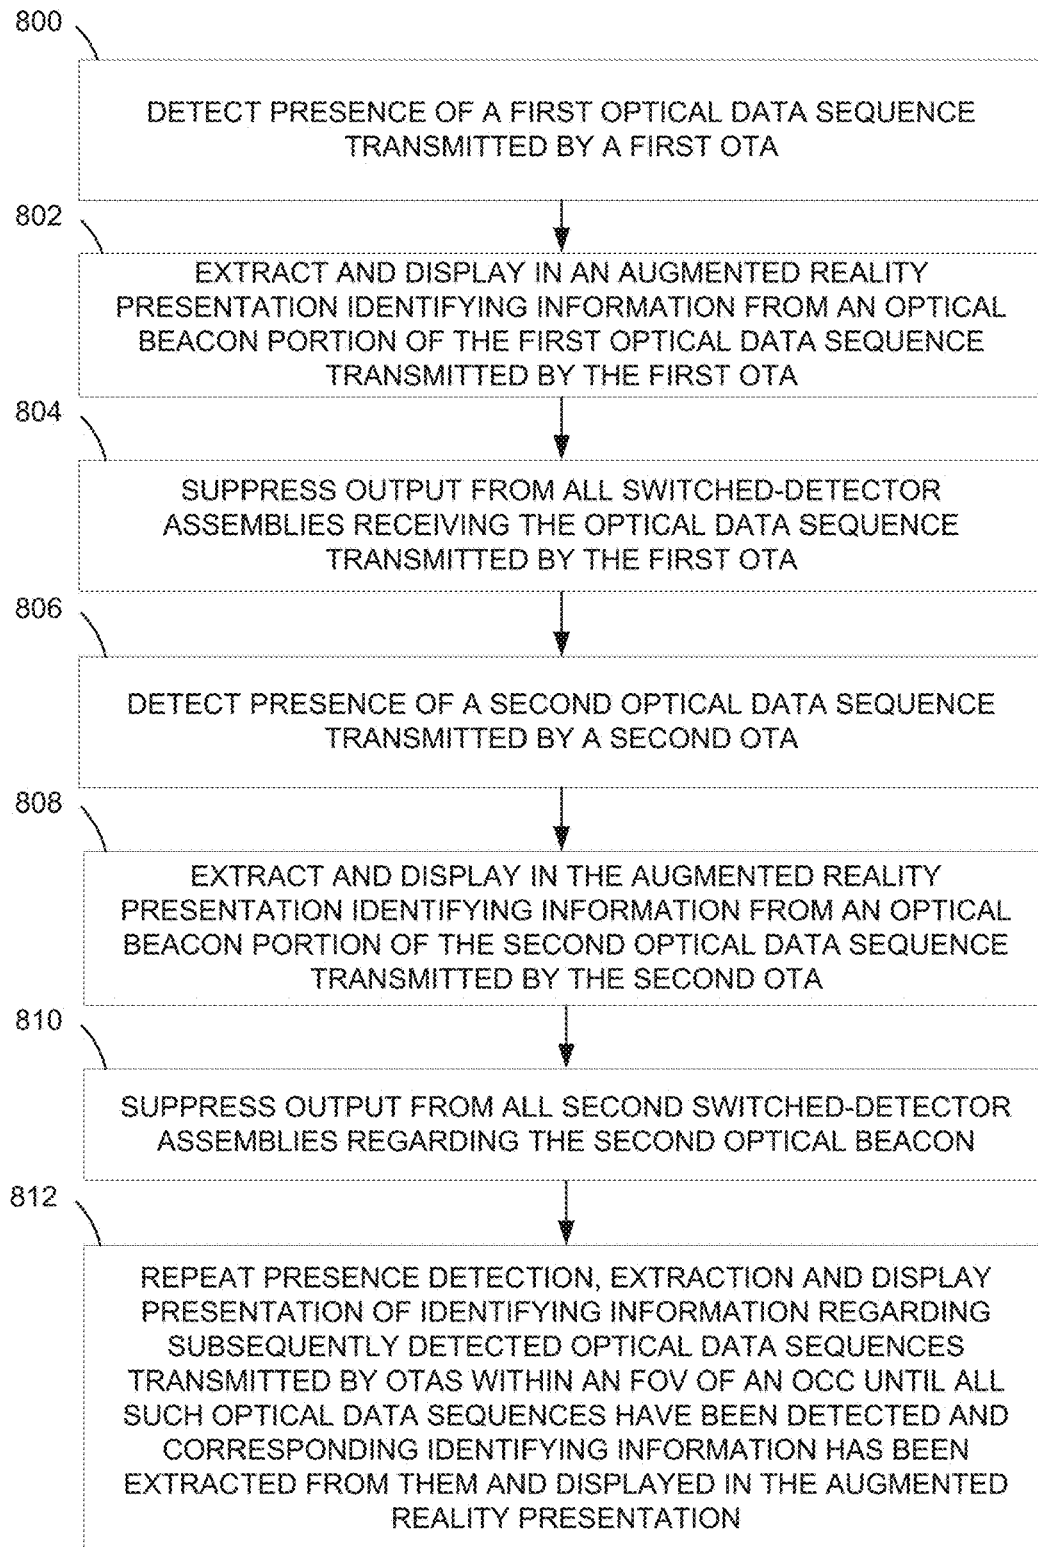 800
DETECT PRESENCE OF A FIRST OPTICAL DATA SEQUENCE
TRANSMITTED BY A FIRST OTA
802
EXTRACT AND DISPLAY IN AN AUGMENTED REALITY
PRESENTATION IDENTIFYING INFORMATION FROM AN OPTICAL
BEACON PORTION OF THE FIRST OPTICAL DATA SEQUENCE
TRANSMITTED BY THE FIRST OTA
804
SUPPRESS OUTPUT FROM ALL SWITCHED-DETECTOR
ASSEMBLIES RECEIVING THE OPTICAL DATA SEQUENCE
TRANSMITTED BY THE FIRST OTA
806
DETECT PRESENCE OF A SECOND OPTICAL DATA SEQUENCE
TRANSMITTED BY A SECOND OTA
808
EXTRACT AND DISPLAY IN THE AUGMENTED REALITY
PRESENTATION IDENTIFYING INFORMATION FROM AN OPTICAL
BEACON PORTION OF THE SECOND OPTICAL DATA SEQUENCE
TRANSMITTED BY THE SECOND OTA
810
SUPPRESS OUTPUT FROM ALL SECOND SWITCHED-DETECTOR
ASSEMBLIES REGARDING THE SECOND OPTICAL BEACON
812
REPEAT PRESENCE DETECTION, EXTRACTION AND DISPLAY
PRESENTATION OF IDENTIFYING INFORMATION REGARDING
SUBSEQUENTLY DETECTED OPTICAL DATA SEQUENCES
TRANSMITTED BY OTAS WITHIN AN FOV OF AN OCC UNTIL ALL
SUCH OPTICAL DATA SEQUENCES HAVE BEEN DETECTED AND
CORRESPONDING IDENTIFYING INFORMATION HAS BEEN
EXTRACTED FROM THEM AND DISPLAYED IN THE AUGMENTED
REALITY PRESENTATION